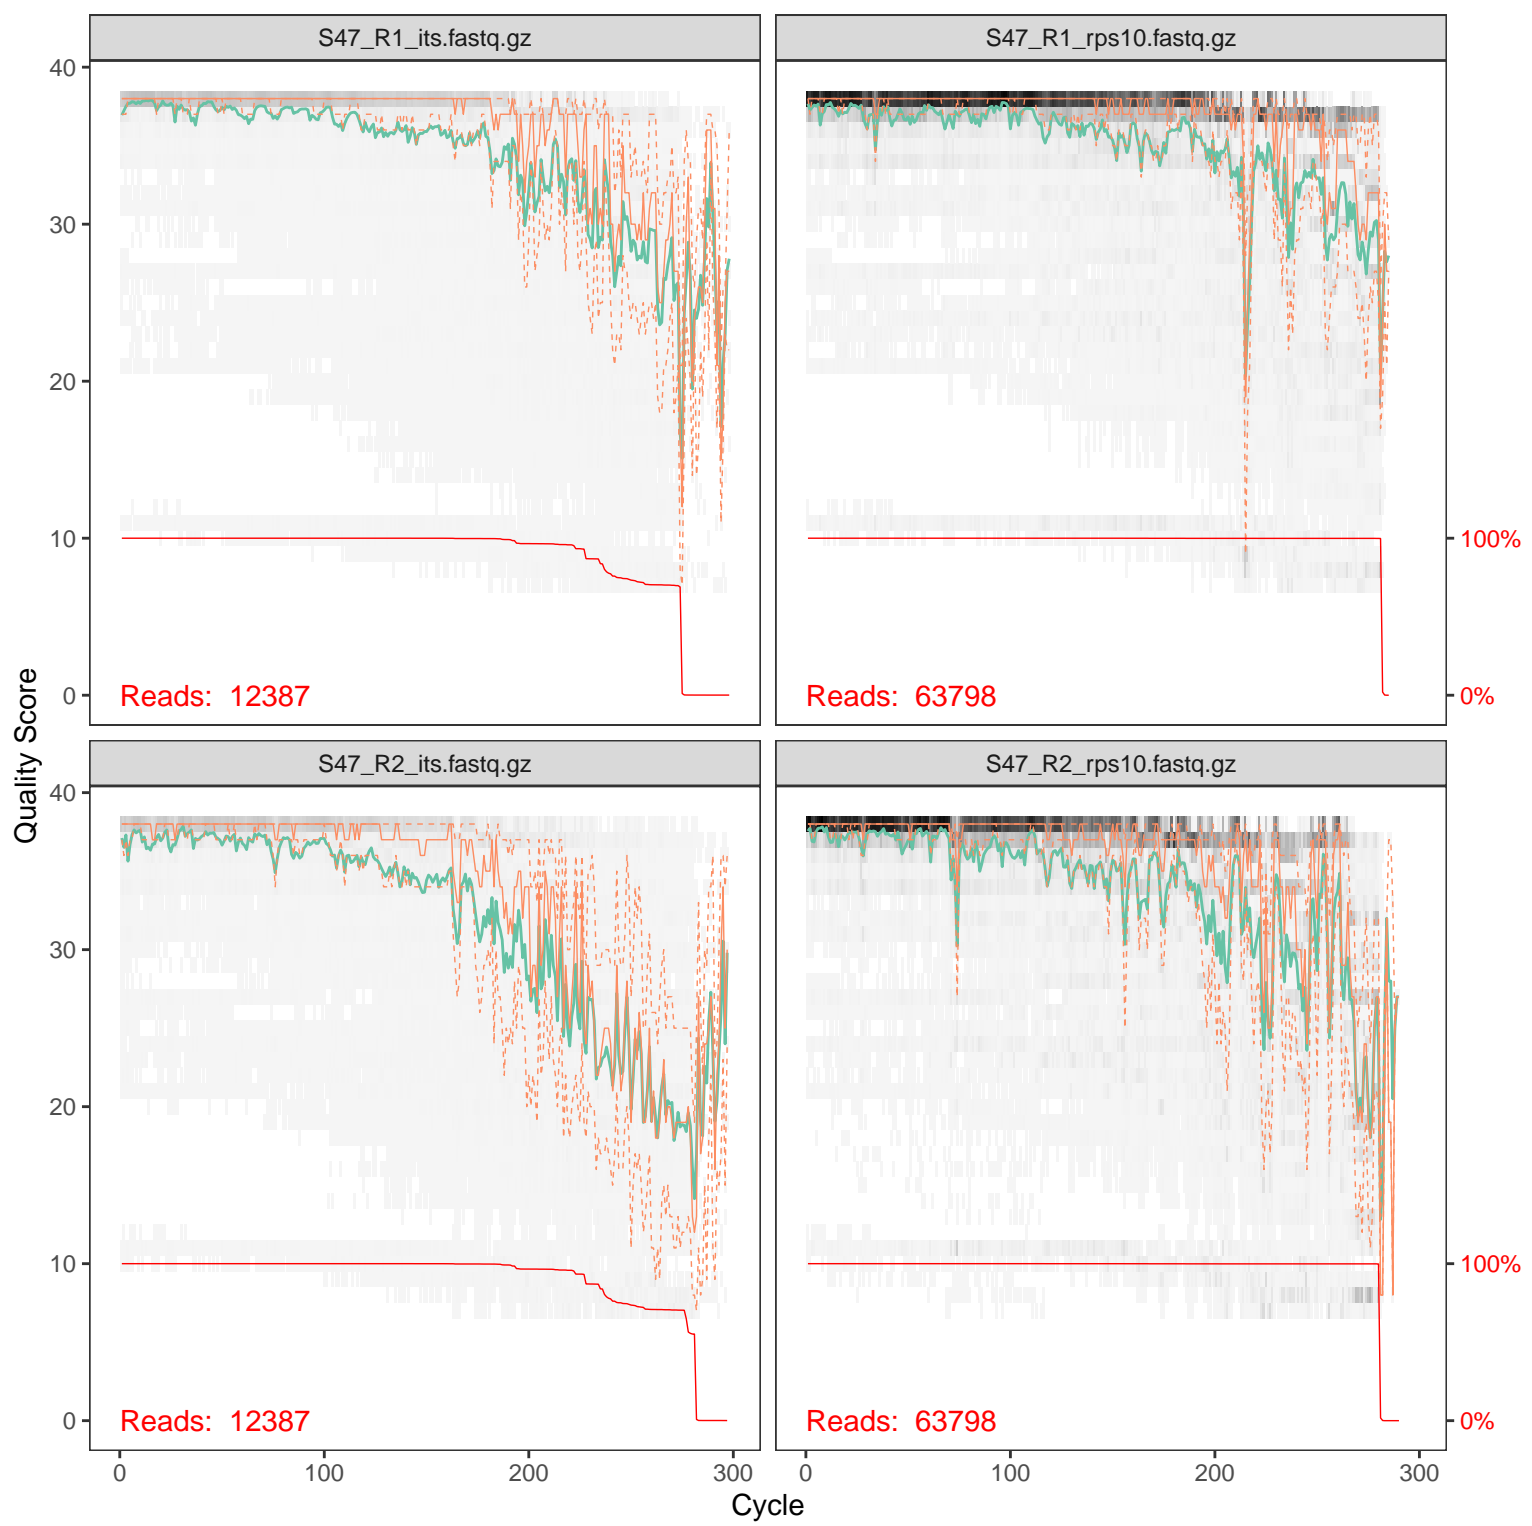 S47_R1_its.fastq.gz
S47_R1_rps10.fastq.gz
40
30
20
10
0
100%
0%
Reads: 12387
Reads: 63798
Quality Score
S47_R2_its.fastq.gz
S47_R2_rps10.fastq.gz
40
30
20
10
0
100%
0%
Reads: 12387
Reads: 63798
0 100 200 300
0 100 200 300
Cycle